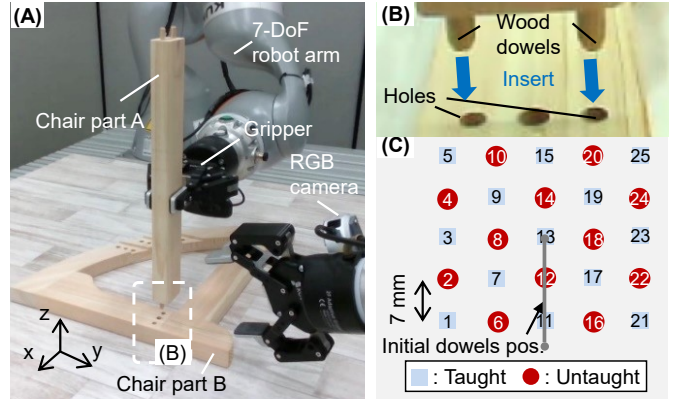 (A)
7-DoF
robot arm
Chair part A
Gripper
RGB
camera
z
x
y
(B)
Chair part B
(B)
Wood
dowels
Insert
Holes
(C)
5 10 15 20 25
4 9 14 19 24
3 8 13 18 23
2 7 12 17 22
1 6 11 16 21
7 mm
Initial dowels pos.
: Taught : Untaught